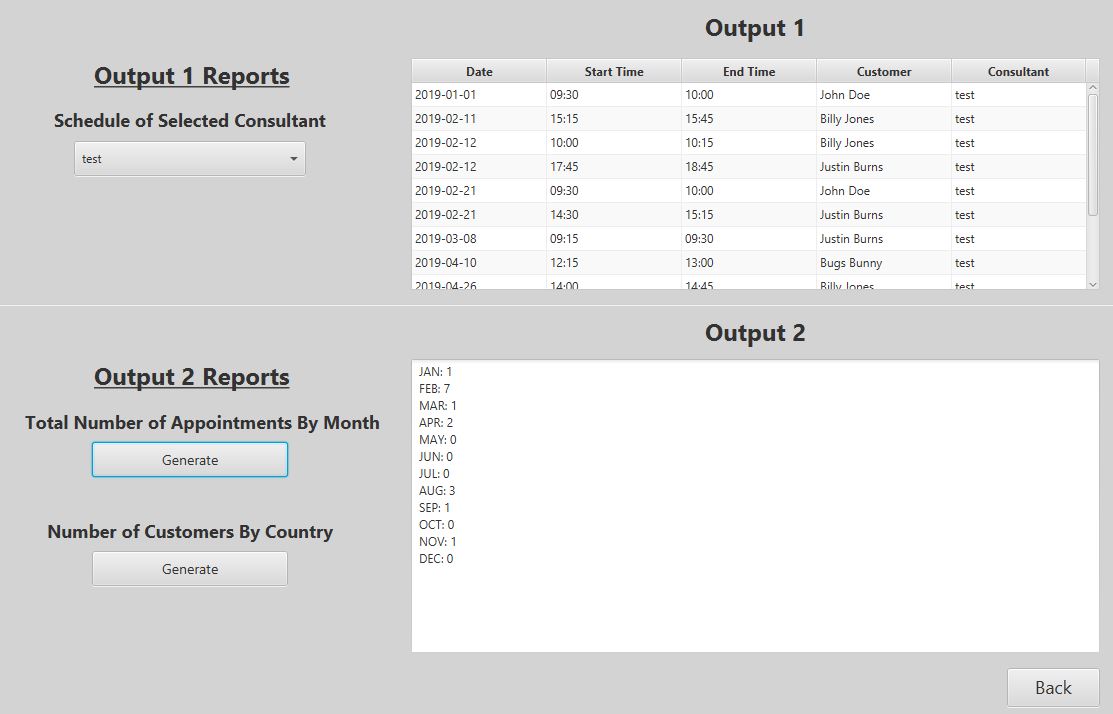 Output 1
Output 1 Reports
Schedule of Selected Consultant
test
Date Start Time End Time Customer Consultant
2019-01-01 09:30 10:00 John Doe test
2019-02-11 15:15 15:45 Billy Jones test
2019-02-12 10:00 10:15 Billy Jones test
2019-02-12 17:45 18:45 Justin Burns test
2019-02-21 09:30 10:00 John Doe test
2019-02-21 14:30 15:15 Justin Burns test
2019-03-08 09:15 09:30 Justin Burns test
2019-04-10 12:15 13:00 Bugs Bunny test
2019-04-26 14:00 14:45 Billy Jones test
Output 2
Output 2 Reports
Total Number of Appointments By Month
Generate
Number of Customers By Country
Generate
JAN: 1
FEB: 7
MAR: 1
APR: 2
MAY: 0
JUN: 0
JUL: 0
AUG: 3
SEP: 1
OCT: 0
NOV: 1
DEC: 0
Back